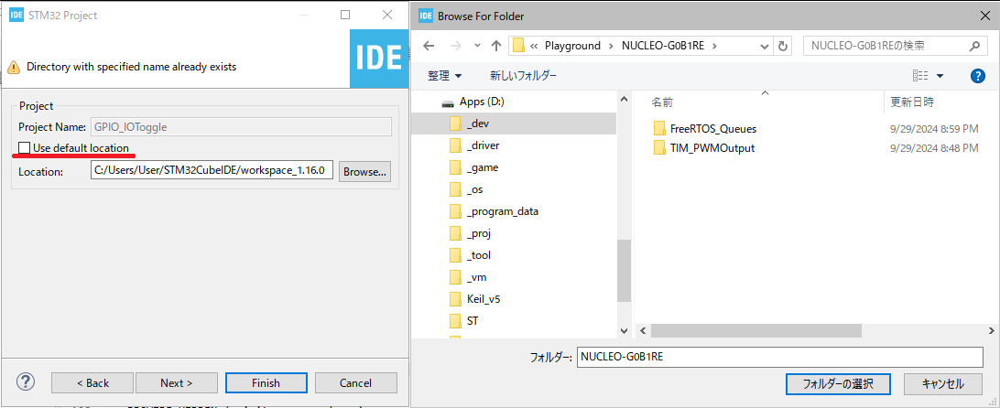 IDE STM32 Project
Directory with specified name already exists
IDE
Project
Project Name: GPIO_IOToggle
Use default location
Location: C:/Users/User/STM32CubeIDE/workspace_1.16.0 Browse...
< Back Next > Finish Cancel
IDE Browse For Folder
« Playground > NUCLEO-G0B1RE > NUCLEO-G0B1REの検索
整理 新しいフォルダー
Apps (D:)
_dev
_driver
_game
_os
_program_data
_proj
_tool
_vm
Keil_v5
ST
名前 更新日時
FreeRTOS_Queues 9/29/2024 8:59 PM
TIM_PWMOutput 9/29/2024 8:48 PM
フォルダー: NUCLEO-G0B1RE
フォルダーの選択 キャンセル